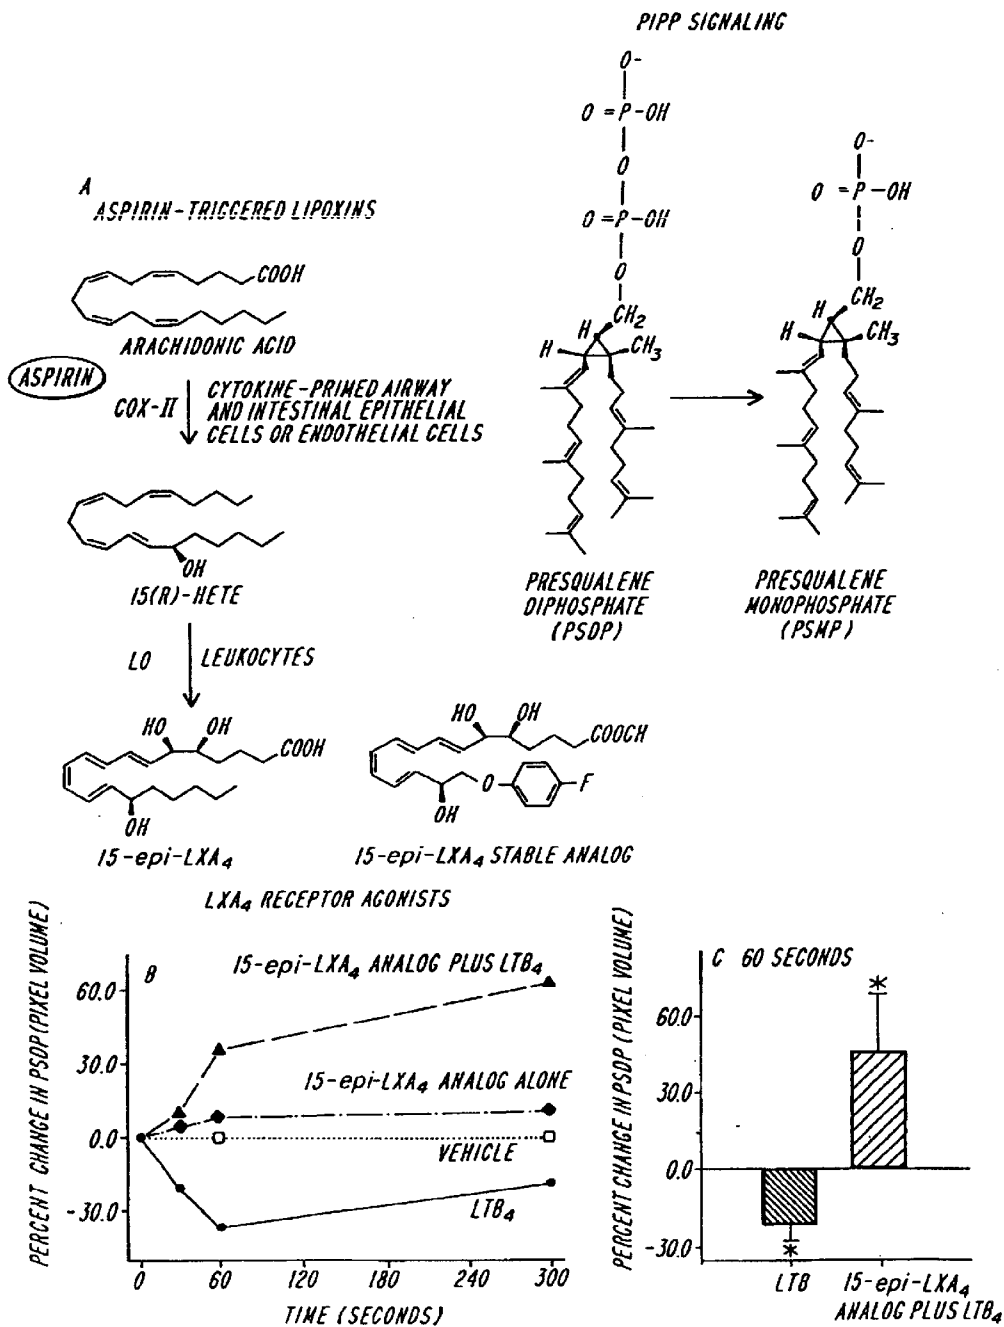 PIPP SIGNALING
O-
O=P-OH
O
O=P-OH
O
CH2
H
H
CH3
PRESQUALENE
DIPHOSPHATE
(PSDP)
O-
O=P-OH
O
CH2
H
H
CH3
PRESQUALENE
MONOPHOSPHATE
(PSMP)
A
ASPIRIN-TRIGGERED LIPOXINS
COOH
ARACHIDONIC ACID
ASPIRIN
COX-II
CYTOKINE-PRIMED AIRWAY
AND INTESTINAL EPITHELIAL
CELLS OR ENDOTHELIAL CELLS
OH
15(R)-HETE
LO
LEUKOCYTES
HO OH
COOH
OH
15-epi-LXA4
HO OH
COOCH
O
F
OH
15-epi-LXA4 STABLE ANALOG
LXA4 RECEPTOR AGONISTS
B
PERCENT CHANGE IN PSDP (PIXEL VOLUME)
60.0
30.0
0.0
-30.0
15-epi-LXA4 ANALOG PLUS LTB4
15-epi-LXA4 ANALOG ALONE
VEHICLE
LTB4
0 60 120 180 240 300
TIME (SECONDS)
C 60 SECONDS
PERCENT CHANGE IN PSDP (PIXEL VOLUME)
60.0
30.0
0.0
-30.0
*
*
LTB
15-epi-LXA4
ANALOG PLUS LTB4